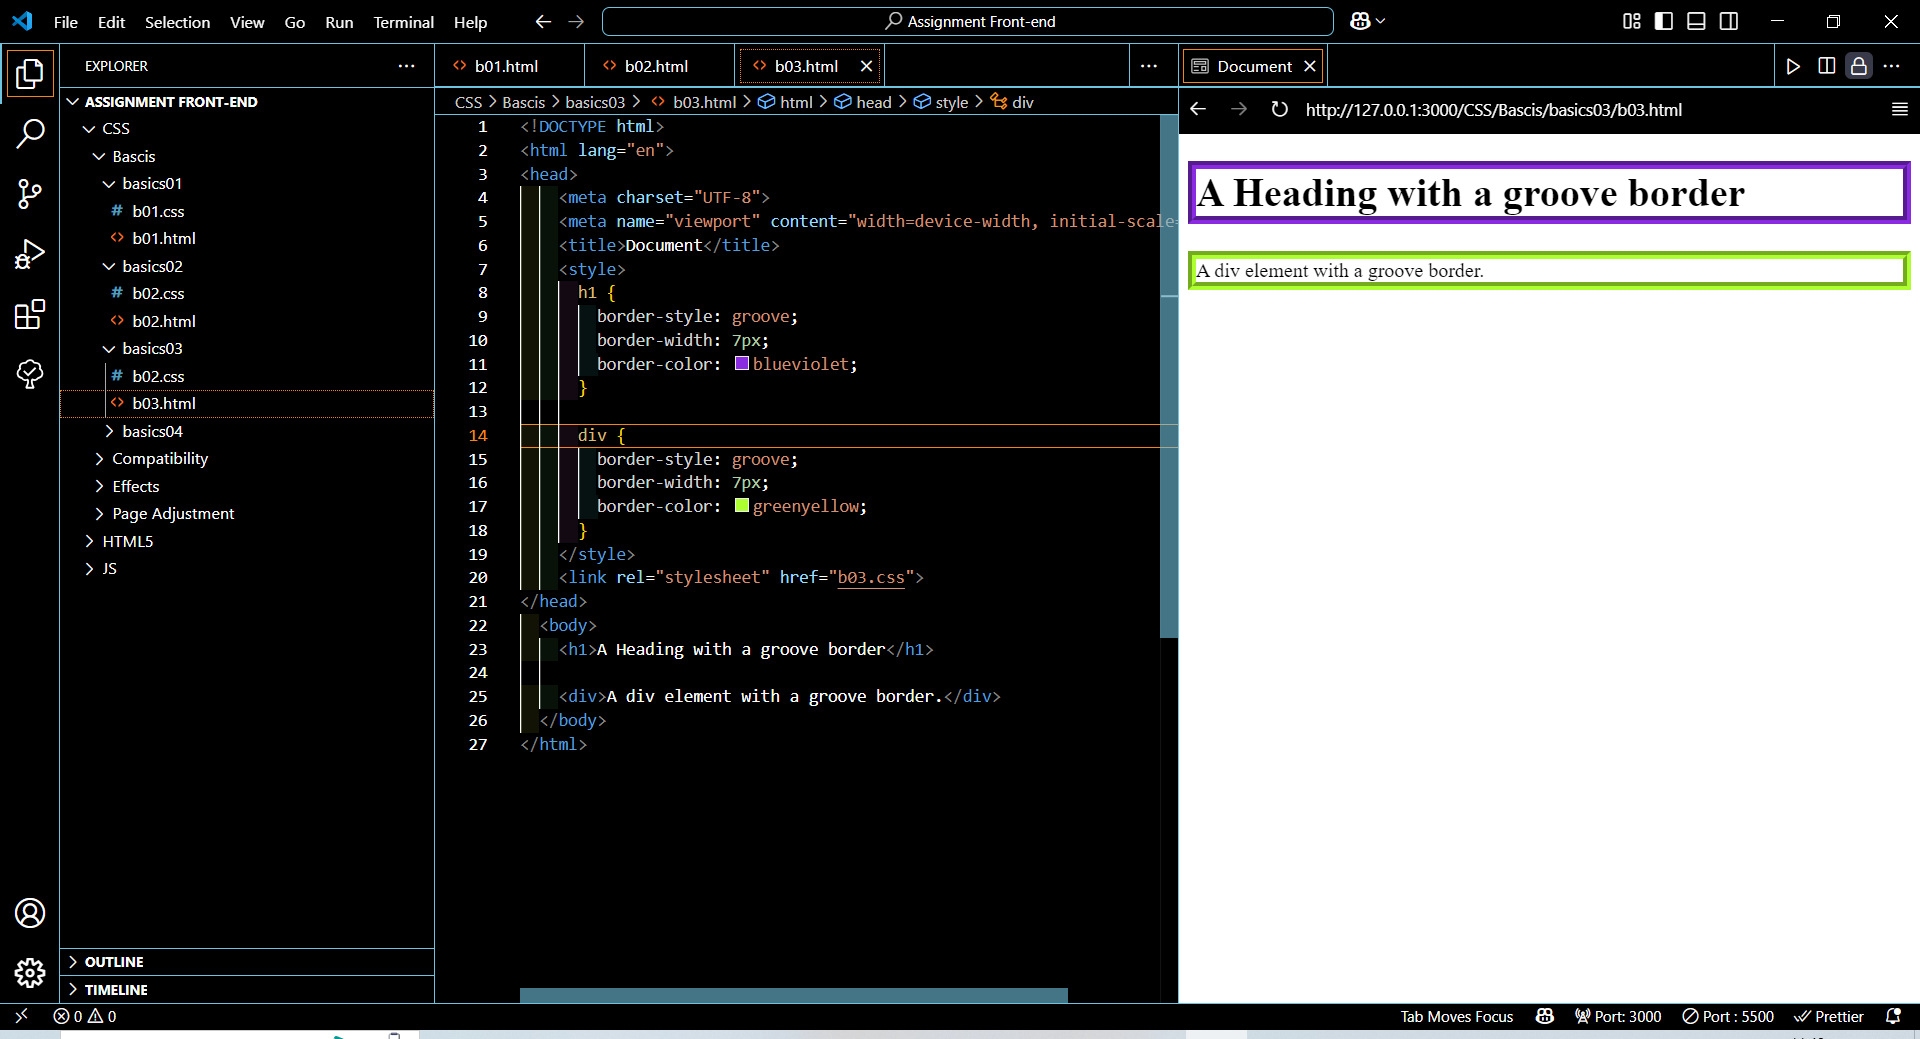 File Edit Selection View Go Run Terminal Help
Assignment Front-end
EXPLORER
ASSIGNMENT FRONT-END
CSS
Bascis
basics01
b01.css
b01.html
basics02
b02.css
b02.html
basics03
b02.css
b03.html
basics04
Compatibility
Effects
Page Adjustment
HTML5
JS
OUTLINE
TIMELINE
b01.html b02.html b03.html
CSS > Bascis > basics03 > b03.html > html > head > style > div
1 <!DOCTYPE html>
2 <html lang="en">
3 <head>
4 <meta charset="UTF-8">
5 <meta name="viewport" content="width=device-width, initial-scale=
6 <title>Document</title>
7 <style>
8 h1 {
9 border-style: groove;
10 border-width: 7px;
11 border-color: blueviolet;
12 }
13
14 div {
15 border-style: groove;
16 border-width: 7px;
17 border-color: greenyellow;
18 }
19 </style>
20 <link rel="stylesheet" href="b03.css">
21 </head>
22 <body>
23 <h1>A Heading with a groove border</h1>
24
25 <div>A div element with a groove border.</div>
26 </body>
27 </html>
Document
http://127.0.0.1:3000/CSS/Bascis/basics03/b03.html
A Heading with a groove border
A div element with a groove border.
0 0
Tab Moves Focus Port: 3000 Port : 5500 Prettier